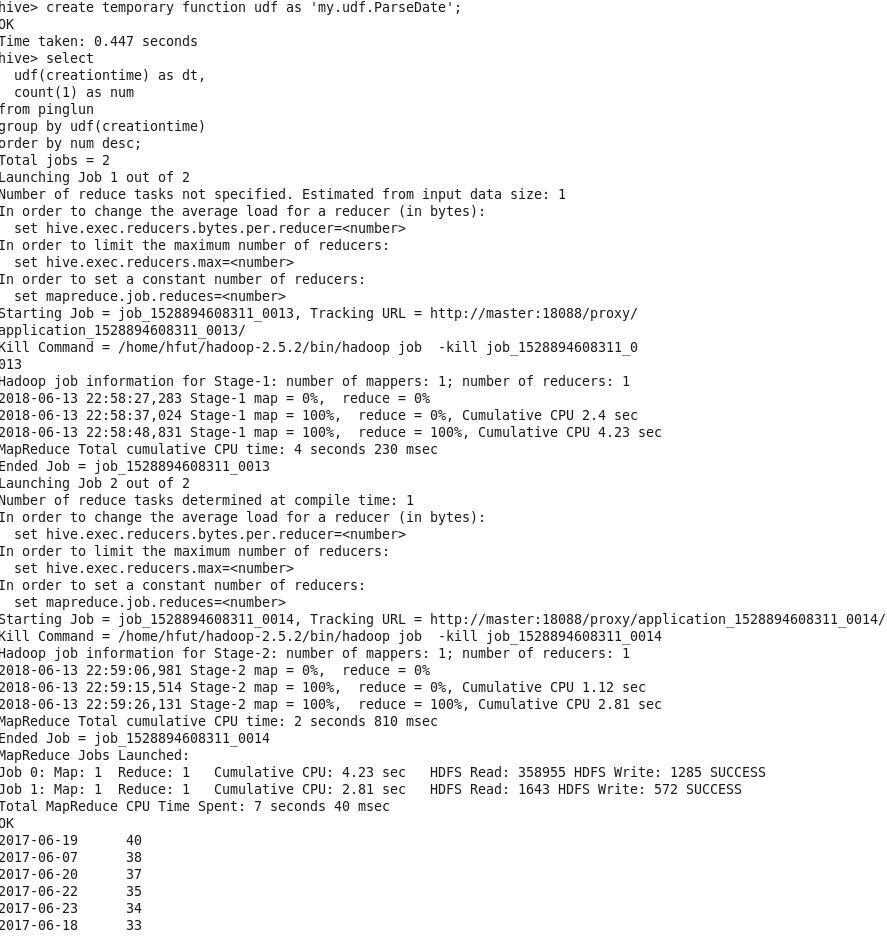 hive> create temporary function udf as 'my.udf.ParseDate';
OK
Time taken: 0.447 seconds
hive> select
  udf(creationtime) as dt,
  count(1) as num
from pinglun
group by udf(creationtime)
order by num desc;
Total jobs = 2
Launching Job 1 out of 2
Number of reduce tasks not specified. Estimated from input data size: 1
In order to change the average load for a reducer (in bytes):
  set hive.exec.reducers.bytes.per.reducer=<number>
In order to limit the maximum number of reducers:
  set hive.exec.reducers.max=<number>
In order to set a constant number of reducers:
  set mapreduce.job.reduces=<number>
Starting Job = job_1528894608311_0013, Tracking URL = http://master:18088/proxy/
application_1528894608311_0013/
Kill Command = /home/hfut/hadoop-2.5.2/bin/hadoop job  -kill job_1528894608311_0
013
Hadoop job information for Stage-1: number of mappers: 1; number of reducers: 1
2018-06-13 22:58:27,283 Stage-1 map = 0%,  reduce = 0%
2018-06-13 22:58:37,024 Stage-1 map = 100%,  reduce = 0%, Cumulative CPU 2.4 sec
2018-06-13 22:58:48,831 Stage-1 map = 100%,  reduce = 100%, Cumulative CPU 4.23 sec
MapReduce Total cumulative CPU time: 4 seconds 230 msec
Ended Job = job_1528894608311_0013
Launching Job 2 out of 2
Number of reduce tasks determined at compile time: 1
In order to change the average load for a reducer (in bytes):
  set hive.exec.reducers.bytes.per.reducer=<number>
In order to limit the maximum number of reducers:
  set hive.exec.reducers.max=<number>
In order to set a constant number of reducers:
  set mapreduce.job.reduces=<number>
Starting Job = job_1528894608311_0014, Tracking URL = http://master:18088/proxy/application_1528894608311_0014/
Kill Command = /home/hfut/hadoop-2.5.2/bin/hadoop job  -kill job_1528894608311_0014
Hadoop job information for Stage-2: number of mappers: 1; number of reducers: 1
2018-06-13 22:59:06,981 Stage-2 map = 0%,  reduce = 0%
2018-06-13 22:59:15,514 Stage-2 map = 100%,  reduce = 0%, Cumulative CPU 1.12 sec
2018-06-13 22:59:26,131 Stage-2 map = 100%,  reduce = 100%, Cumulative CPU 2.81 sec
MapReduce Total cumulative CPU time: 2 seconds 810 msec
Ended Job = job_1528894608311_0014
MapReduce Jobs Launched:
Job 0: Map: 1  Reduce: 1   Cumulative CPU: 4.23 sec   HDFS Read: 358955 HDFS Write: 1285 SUCCESS
Job 1: Map: 1  Reduce: 1   Cumulative CPU: 2.81 sec   HDFS Read: 1643 HDFS Write: 572 SUCCESS
Total MapReduce CPU Time Spent: 7 seconds 40 msec
OK
2017-06-19      40
2017-06-07      38
2017-06-20      37
2017-06-22      35
2017-06-23      34
2017-06-18      33